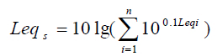 Leq_s = 10 lg(∑_{i=1}^{n} 10^{0.1Leqi})